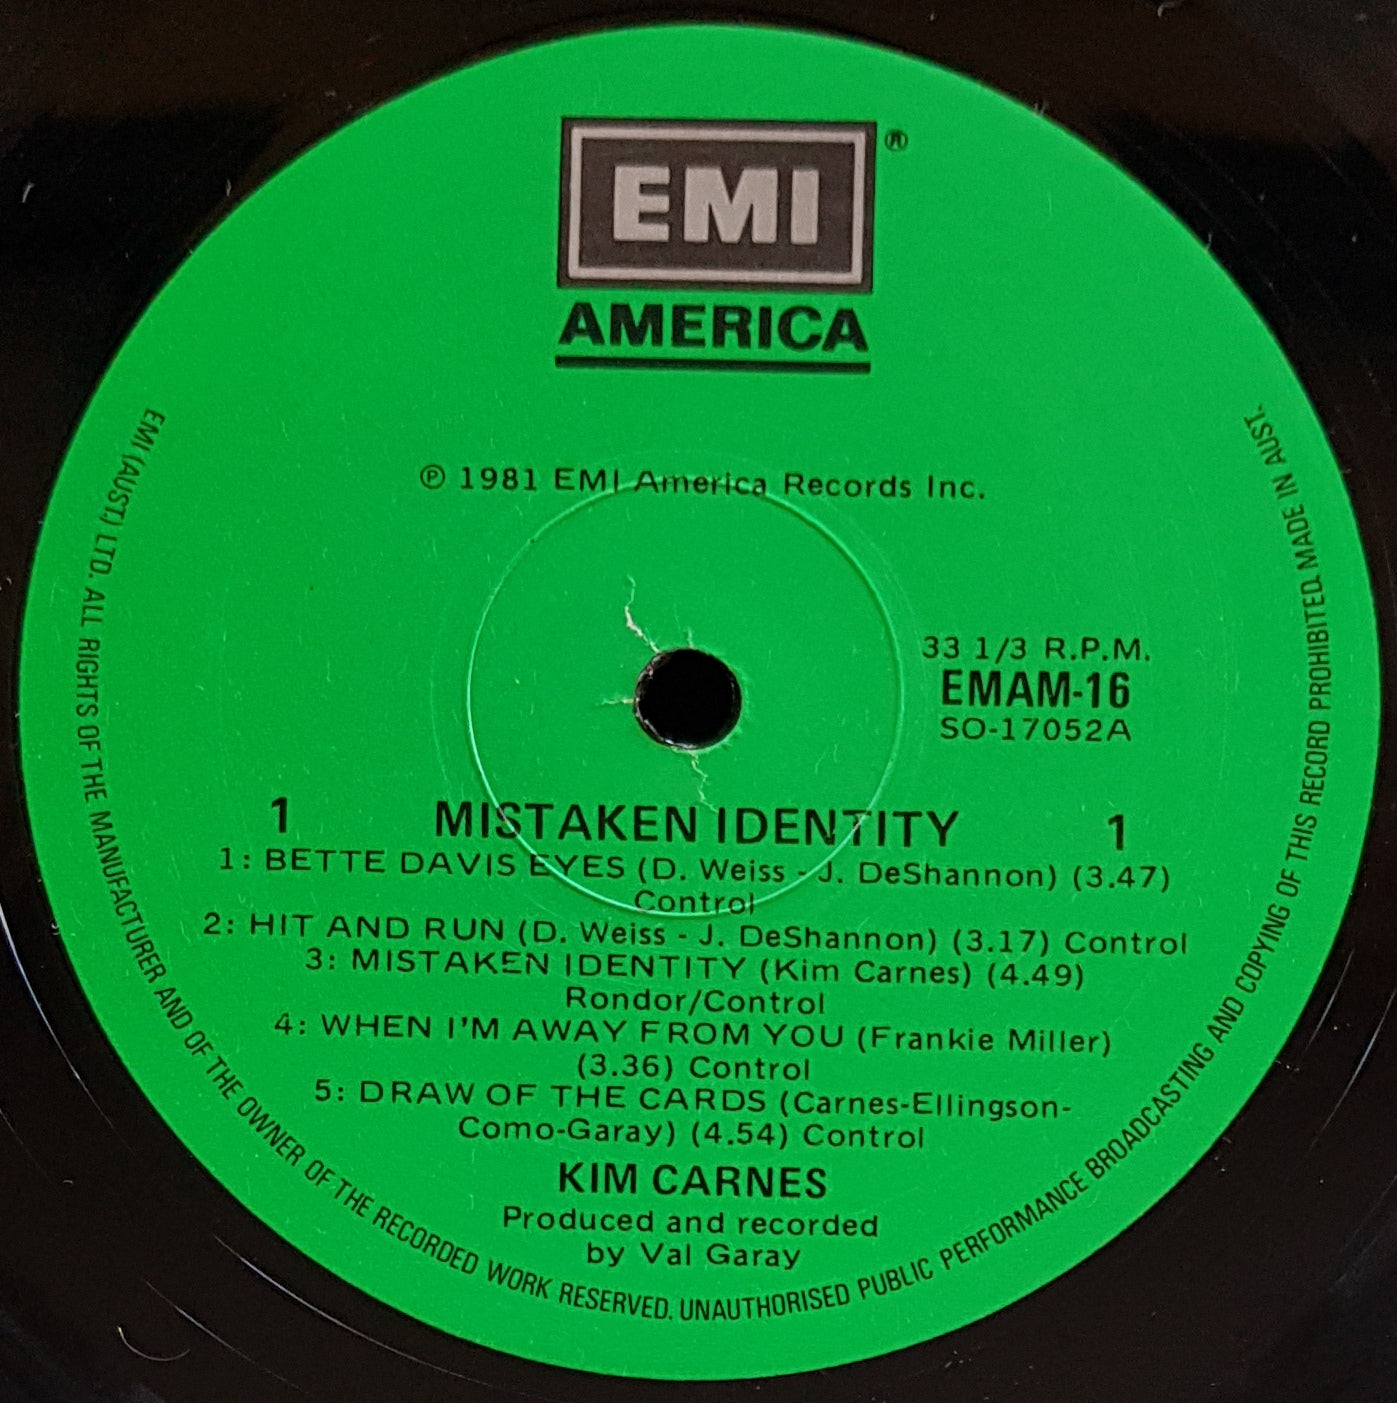 EMI®
AMERICA
℗ 1981 EMI America Records Inc.
33 1/3 R.P.M.
EMAM-16
SO-17052A
1 MISTAKEN IDENTITY 1
1: BETTE DAVIS EYES (D. Weiss - J. DeShannon) (3.47)
Control
2: HIT AND RUN (D. Weiss - J. DeShannon) (3.17) Control
3: MISTAKEN IDENTITY (Kim Carnes) (4.49)
Rondor/Control
4: WHEN I'M AWAY FROM YOU (Frankie Miller)
(3.36) Control
5: DRAW OF THE CARDS (Carnes-Ellingson-
Como-Garay) (4.54) Control
KIM CARNES
Produced and recorded
by Val Garay
EMI (AUST.) LTD. ALL RIGHTS OF THE MANUFACTURER AND OF THE OWNER OF THE RECORDED WORK RESERVED. UNAUTHORISED PUBLIC PERFORMANCE BROADCASTING AND COPYING OF THIS RECORD PROHIBITED. MADE IN AUST.